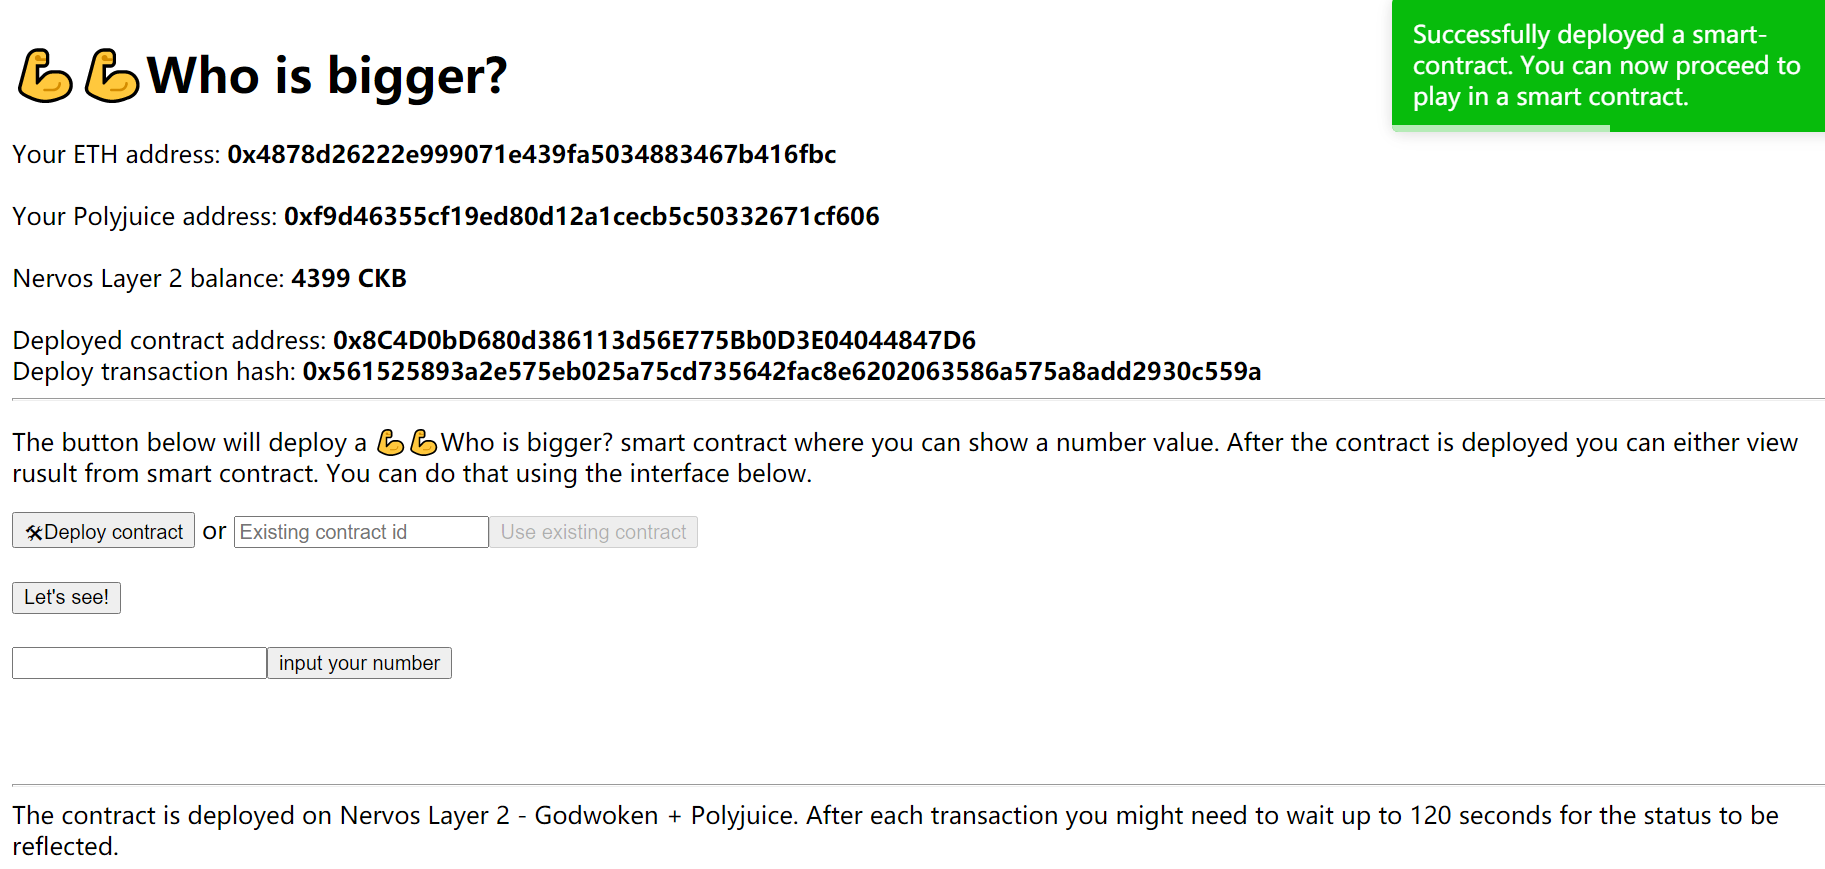 💪💪Who is bigger?
Successfully deployed a smart-
contract. You can now proceed to
play in a smart contract.
Your ETH address: 0x4878d26222e999071e439fa5034883467b416fbc
Your Polyjuice address: 0xf9d46355cf19ed80d12a1cecb5c50332671cf606
Nervos Layer 2 balance: 4399 CKB
Deployed contract address: 0x8C4D0bD680d386113d56E775Bb0D3E04044847D6
Deploy transaction hash: 0x561525893a2e575eb025a75cd735642fac8e6202063586a575a8add2930c559a
The button below will deploy a 💪💪Who is bigger? smart contract where you can show a number value. After the contract is deployed you can either view
rusult from smart contract. You can do that using the interface below.
🛠Deploy contract or Existing contract id Use existing contract
Let's see!
input your number
The contract is deployed on Nervos Layer 2 - Godwoken + Polyjuice. After each transaction you might need to wait up to 120 seconds for the status to be
reflected.